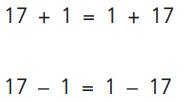 17 + 1 = 1 + 17
17 – 1 = 1 – 17